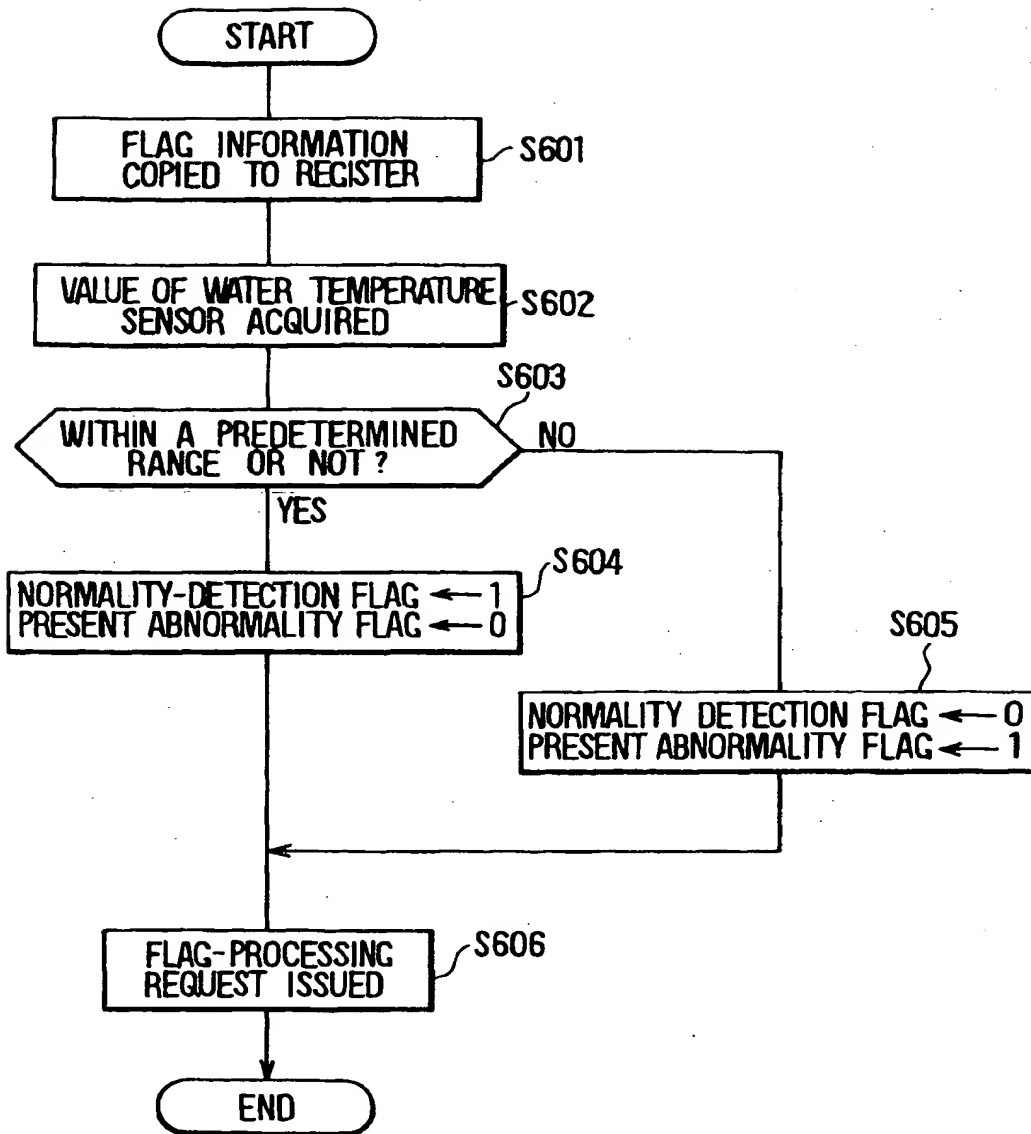 START
FLAG INFORMATION
COPIED TO REGISTER
S601
VALUE OF WATER TEMPERATURE
SENSOR ACQUIRED
S602
S603
WITHIN A PREDETERMINED
RANGE OR NOT ?
NO
YES
S604
NORMALITY-DETECTION FLAG ← 1
PRESENT ABNORMALITY FLAG ← 0
S605
NORMALITY DETECTION FLAG ← 0
PRESENT ABNORMALITY FLAG ← 1
FLAG-PROCESSING
REQUEST ISSUED
S606
END